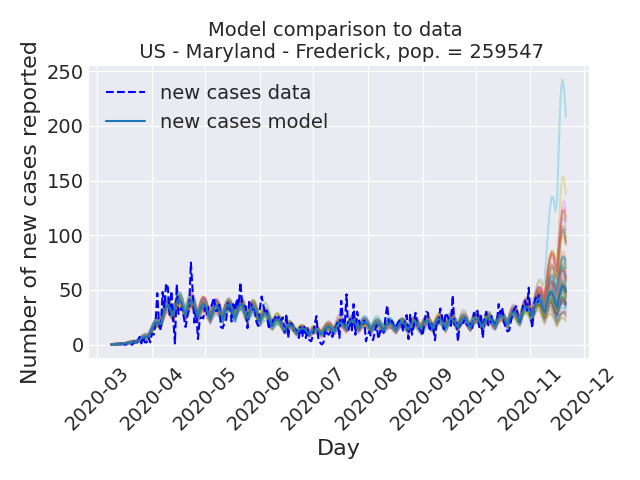 Model comparison to data
US - Maryland - Frederick, pop. = 259547
Number of new cases reported
250
200
150
100
50
0
new cases data
new cases model
2020-03
2020-04
2020-05
2020-06
2020-07
2020-08
2020-09
2020-10
2020-11
2020-12
Day